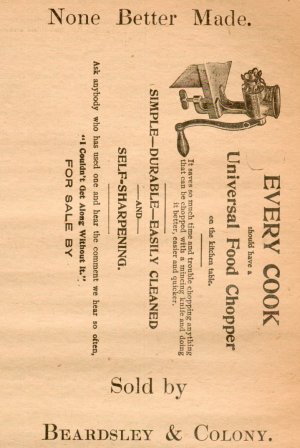 None Better Made.
EVERY COOK
should have a
Universal Food Chopper
on the kitchen table.
It saves so much time and trouble chopping anything
that can be chopped with a mincing knife and doing
it better, easier and quicker.
SIMPLE—DURABLE—EASILY CLEANED
—AND—
SELF-SHARPENING.
Ask anybody who has used one and hear the comment we hear so often,
"I Couldn't Get Along Without it."
FOR SALE BY
Sold by
BEARDSLEY & COLONY.